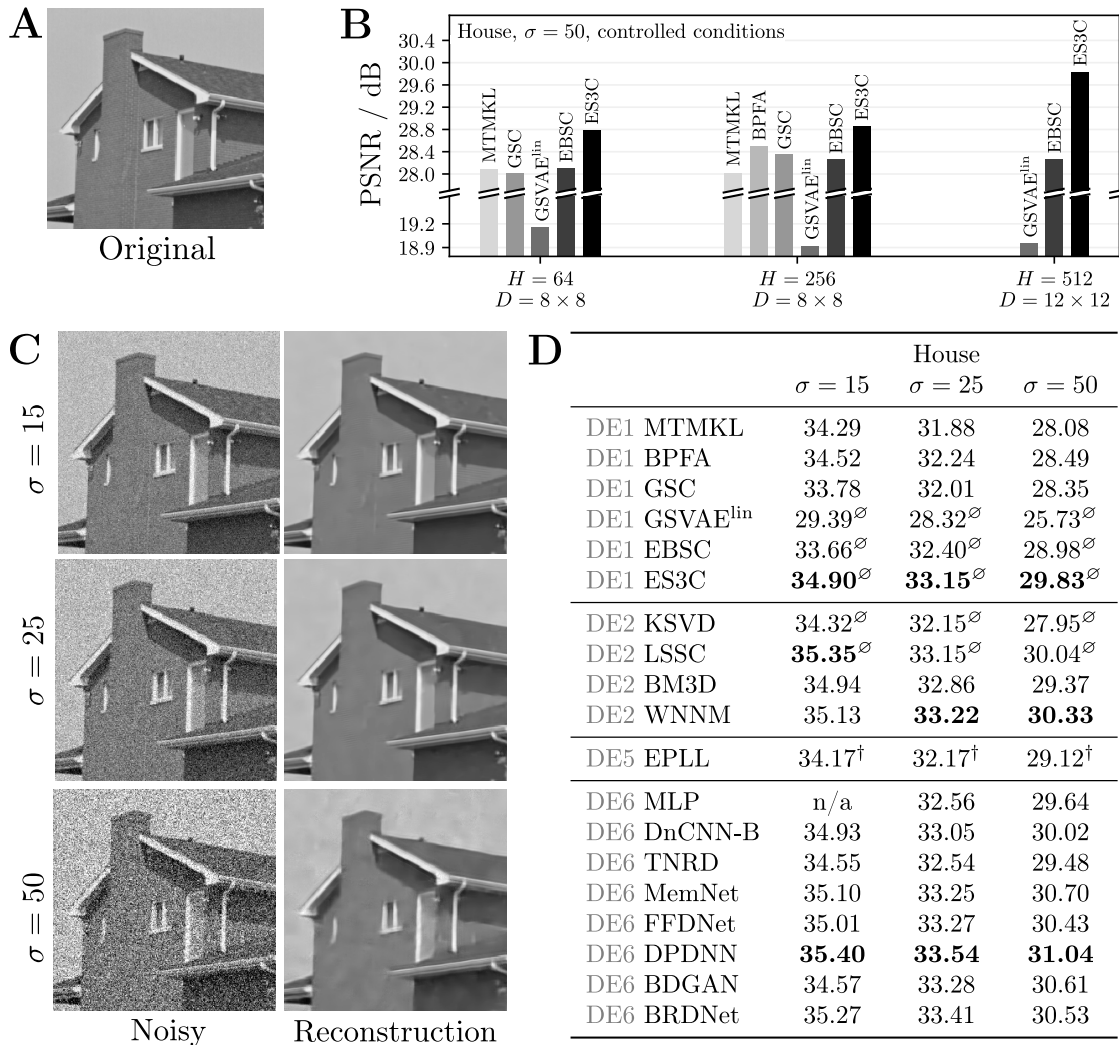 A
Original
B
House, σ = 50, controlled conditions
PSNR / dB
30.4
30.0
29.6
29.2
28.8
28.4
28.0
19.2
18.9
MTMKL
GSC
GSVAE^lin
EBSC
ES3C
MTMKL
BPFA
GSC
GSVAE^lin
EBSC
ES3C
GSVAE^lin
EBSC
ES3C
H = 64
D = 8 × 8
H = 256
D = 8 × 8
H = 512
D = 12 × 12
C
σ = 15
σ = 25
σ = 50
Noisy
Reconstruction
D
House
σ = 15 σ = 25 σ = 50
DE1 MTMKL 34.29 31.88 28.08
DE1 BPFA 34.52 32.24 28.49
DE1 GSC 33.78 32.01 28.35
DE1 GSVAE^lin 29.39^∅ 28.32^∅ 25.73^∅
DE1 EBSC 33.66^∅ 32.40^∅ 28.98^∅
DE1 ES3C 34.90^∅ 33.15^∅ 29.83^∅
DE2 KSVD 34.32^∅ 32.15^∅ 27.95^∅
DE2 LSSC 35.35^∅ 33.15^∅ 30.04^∅
DE2 BM3D 34.94 32.86 29.37
DE2 WNNM 35.13 33.22 30.33
DE5 EPLL 34.17^† 32.17^† 29.12^†
DE6 MLP n/a 32.56 29.64
DE6 DnCNN-B 34.93 33.05 30.02
DE6 TNRD 34.55 32.54 29.48
DE6 MemNet 35.10 33.25 30.70
DE6 FFDNet 35.01 33.27 30.43
DE6 DPDNN 35.40 33.54 31.04
DE6 BDGAN 34.57 33.28 30.61
DE6 BRDNet 35.27 33.41 30.53